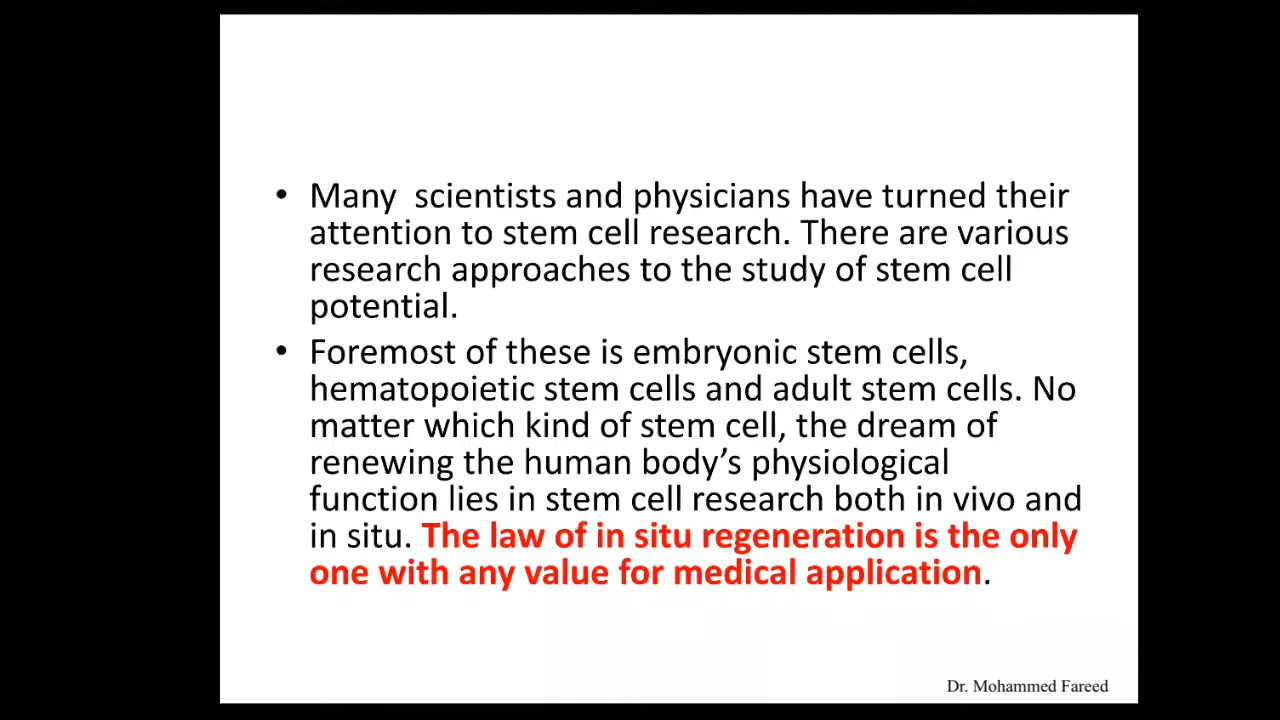 • Many  scientists and physicians have turned their
attention to stem cell research. There are various
research approaches to the study of stem cell
potential.
• Foremost of these is embryonic stem cells,
hematopoietic stem cells and adult stem cells. No
matter which kind of stem cell, the dream of
renewing the human body’s physiological
function lies in stem cell research both in vivo and
in situ. The law of in situ regeneration is the only
one with any value for medical application.
Dr. Mohammed Fareed